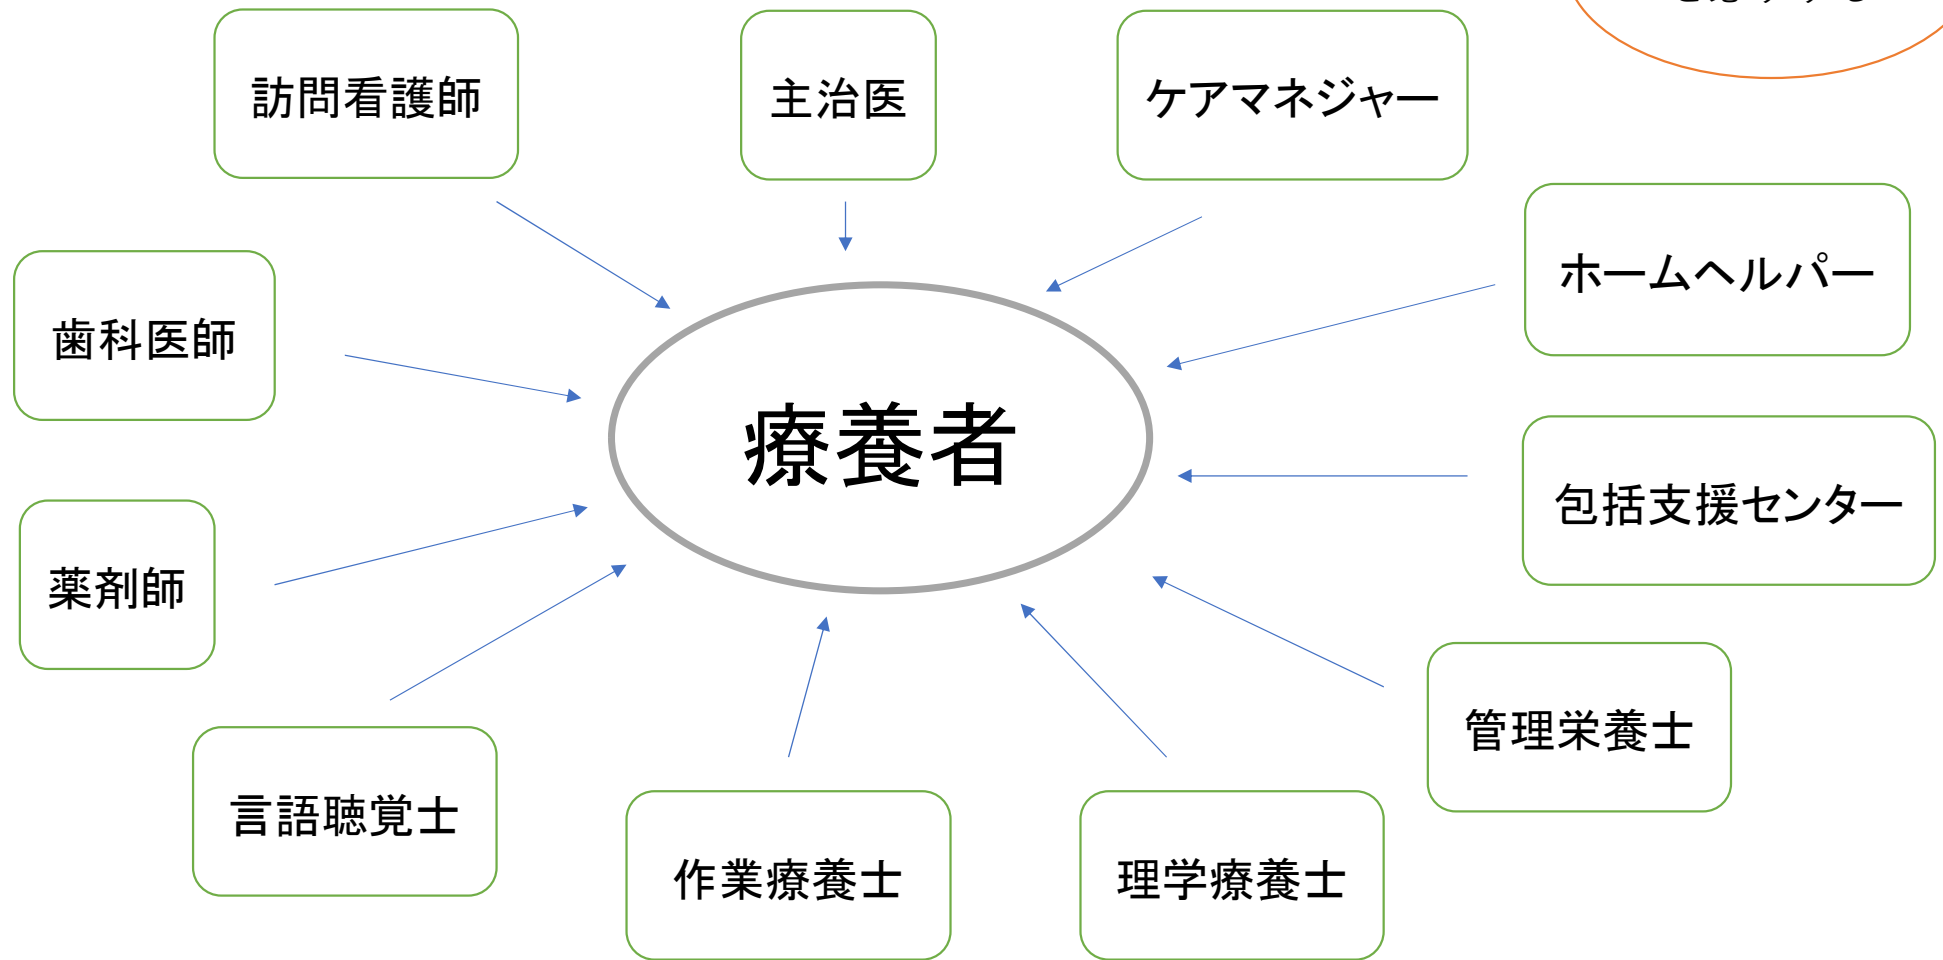 訪問看護師
主治医
ケアマネジャー
ホームヘルパー
歯科医師
療養者
包括支援センター
薬剤師
管理栄養士
言語聴覚士
作業療養士
理学療養士